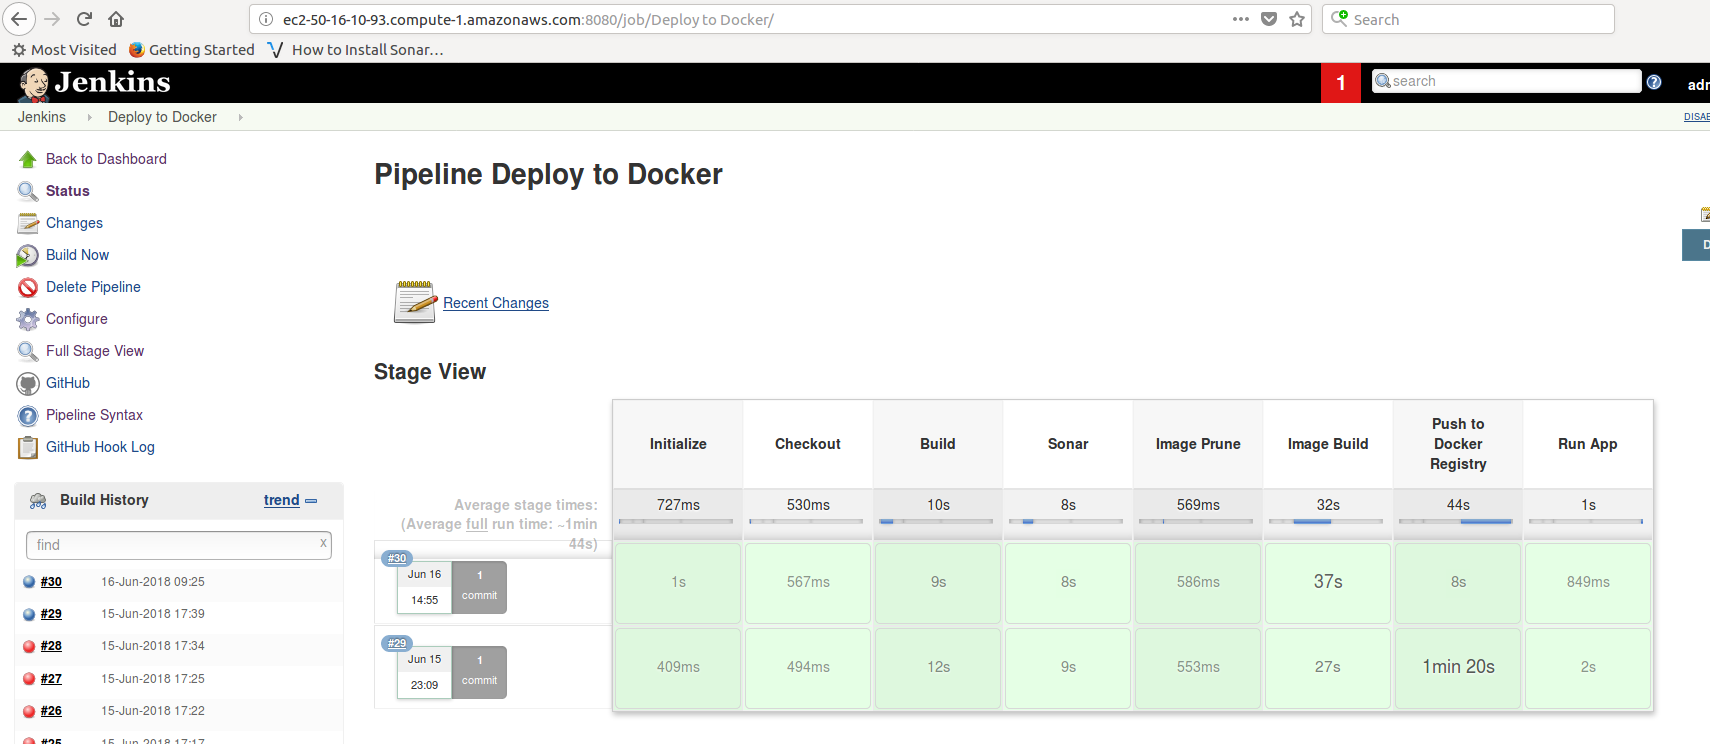 ec2-50-16-10-93.compute-1.amazonaws.com:8080/job/Deploy to Docker/
Search
Most Visited Getting Started How to Install Sonar…
Jenkins
1 search
Jenkins Deploy to Docker
Back to Dashboard
Status
Changes
Build Now
Delete Pipeline
Configure
Full Stage View
GitHub
Pipeline Syntax
GitHub Hook Log
Build History trend
find x
#30 16-Jun-2018 09:25
#29 15-Jun-2018 17:39
#28 15-Jun-2018 17:34
#27 15-Jun-2018 17:25
#26 15-Jun-2018 17:22
#25 15-Jun-2018 17:17
Pipeline Deploy to Docker
Recent Changes
Stage View
Initialize Checkout Build Sonar Image Prune Image Build Push to Docker Registry Run App
Average stage times:
(Average full run time: ~1min
44s)
727ms 530ms 10s 8s 569ms 32s 44s 1s
#30
Jun 16 14:55
1 commit
1s 567ms 9s 8s 586ms 37s 8s 849ms
#29
Jun 15 23:09
1 commit
409ms 494ms 12s 9s 553ms 27s 1min 20s 2s